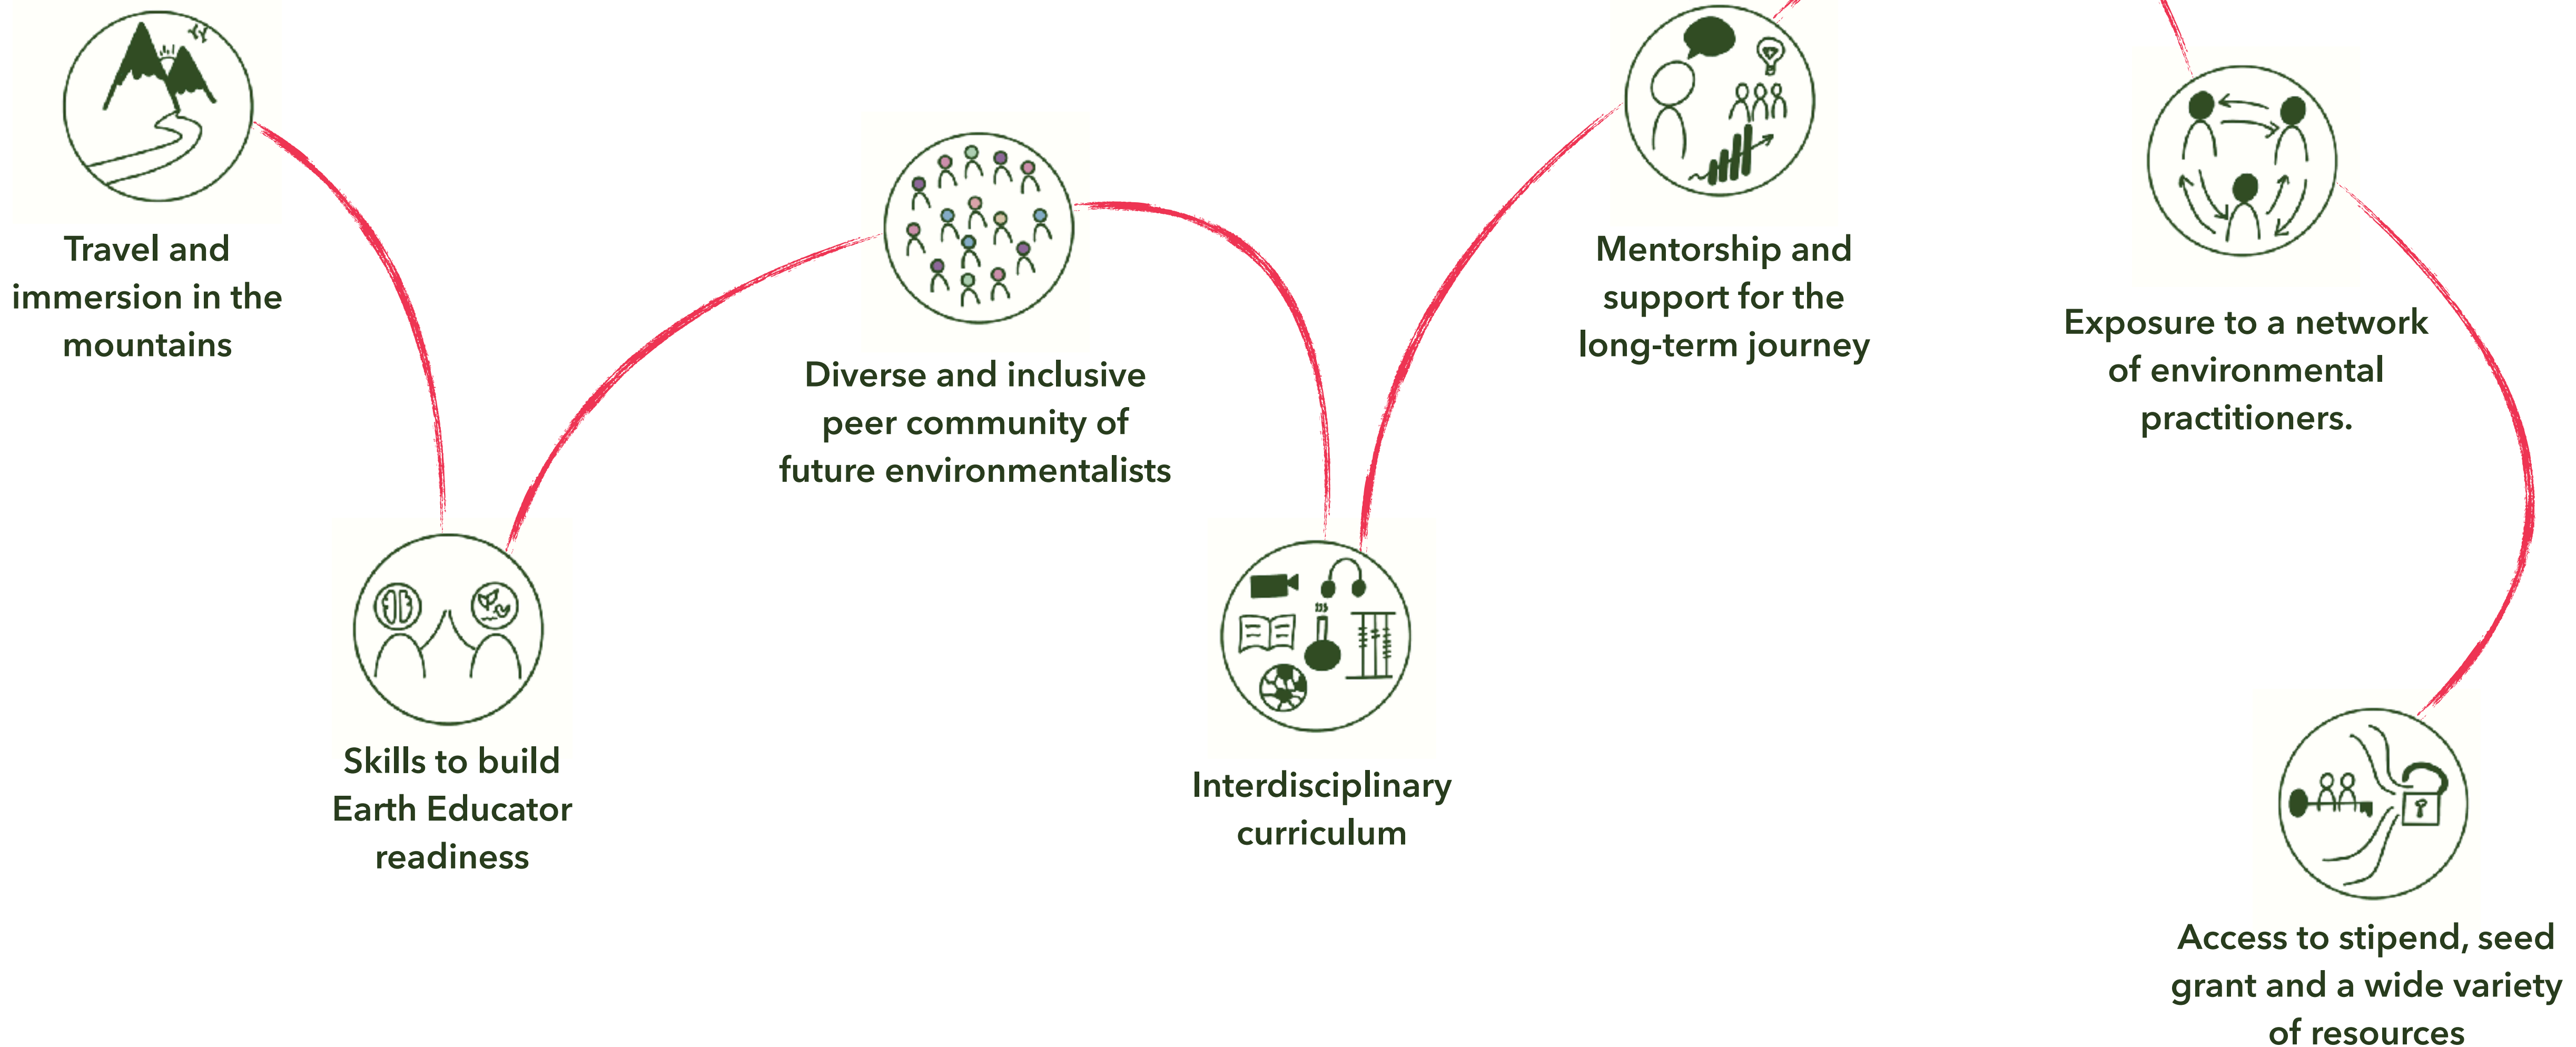 Travel and
immersion in the
mountains
Skills to build
Earth Educator
readiness
Diverse and inclusive
peer community of
future environmentalists
Interdisciplinary
curriculum
Mentorship and
support for the
long-term journey
Exposure to a network
of environmental
practitioners.
Access to stipend, seed
grant and a wide variety
of resources